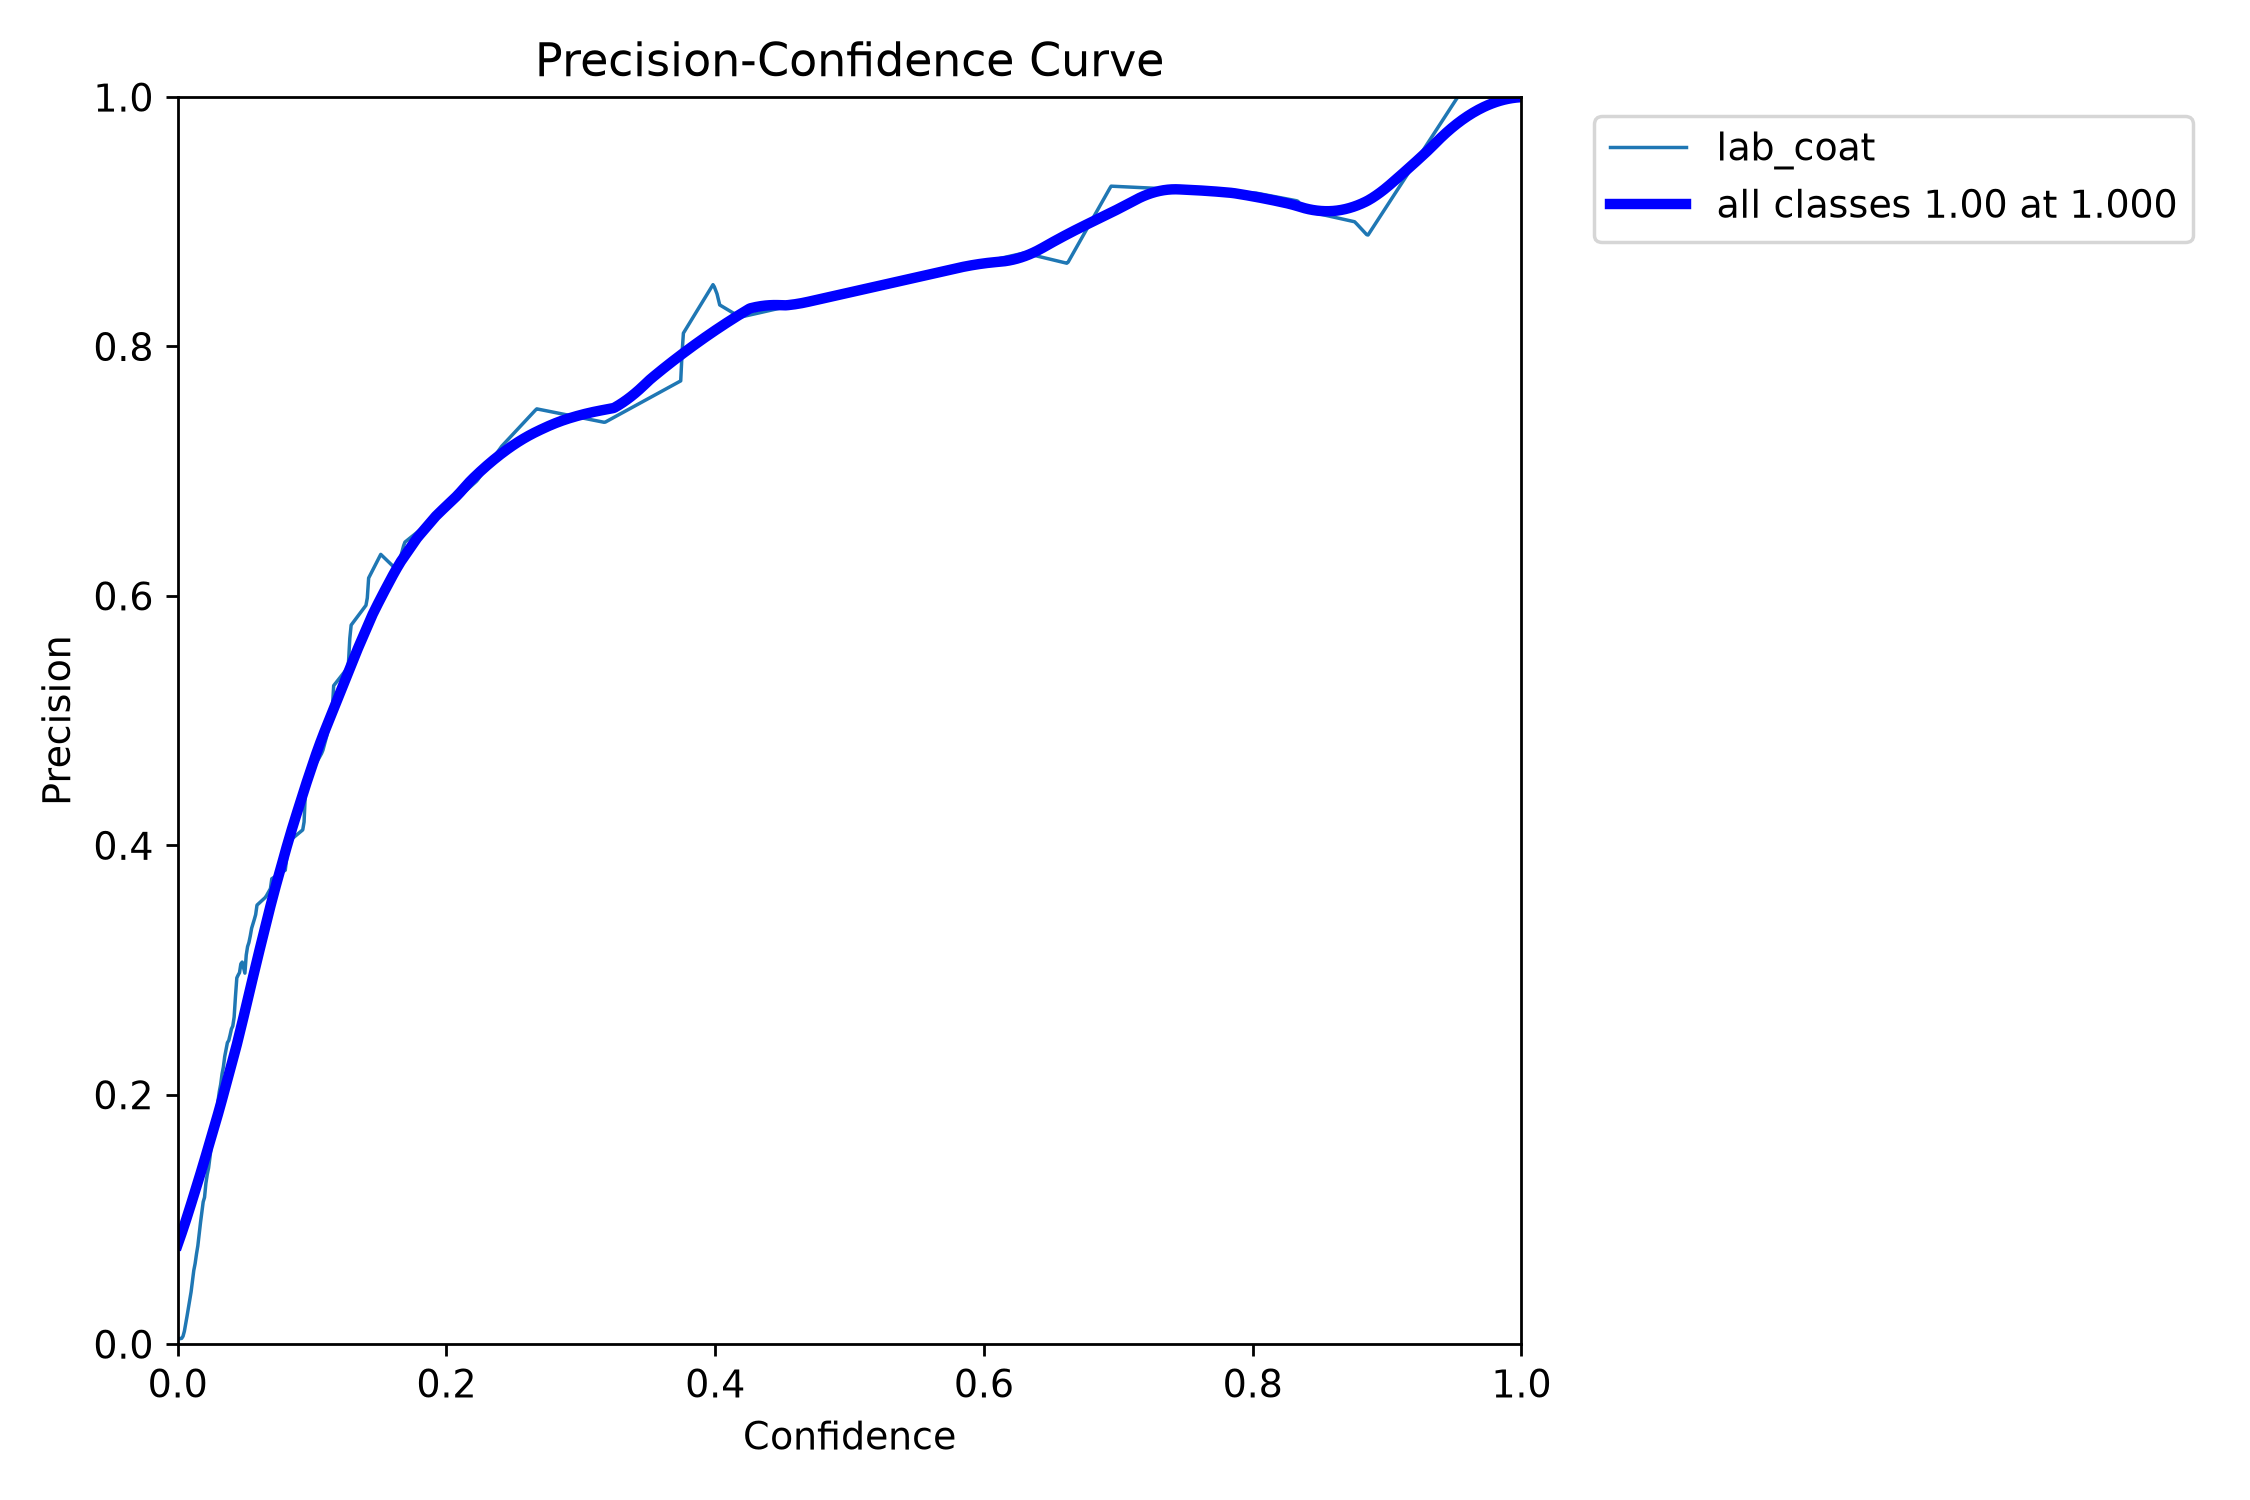 Precision-Confidence Curve
1.0
0.8
0.6
0.4
0.2
0.0
Precision
0.0 0.2 0.4 0.6 0.8 1.0
Confidence
lab_coat
all classes 1.00 at 1.000